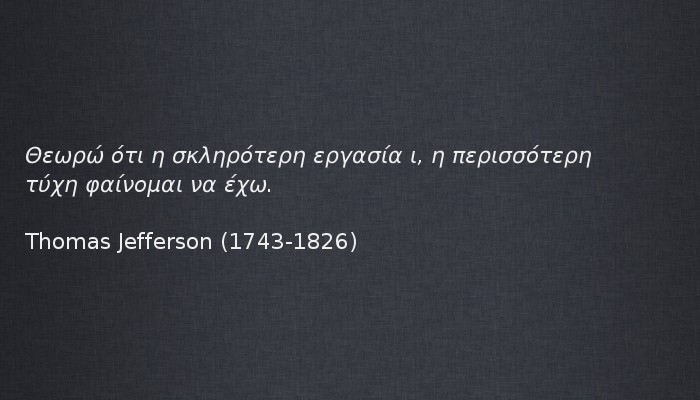 Θεωρώ ότι η σκληρότερη εργασία ι, η περισσότερη
τύχη φαίνομαι να έχω.
Thomas Jefferson (1743-1826)